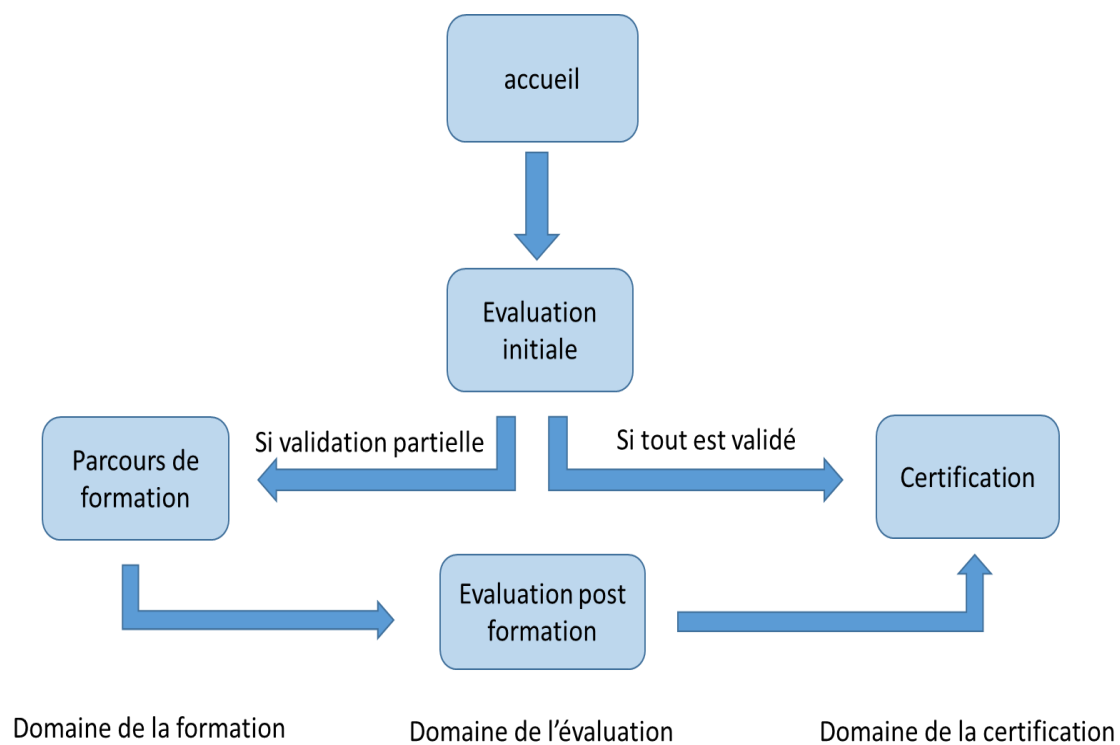 accueil
Evaluation
initiale
Si validation partielle
Si tout est validé
Parcours de
formation
Certification
Evaluation post
formation
Domaine de la formation
Domaine de l’évaluation
Domaine de la certification